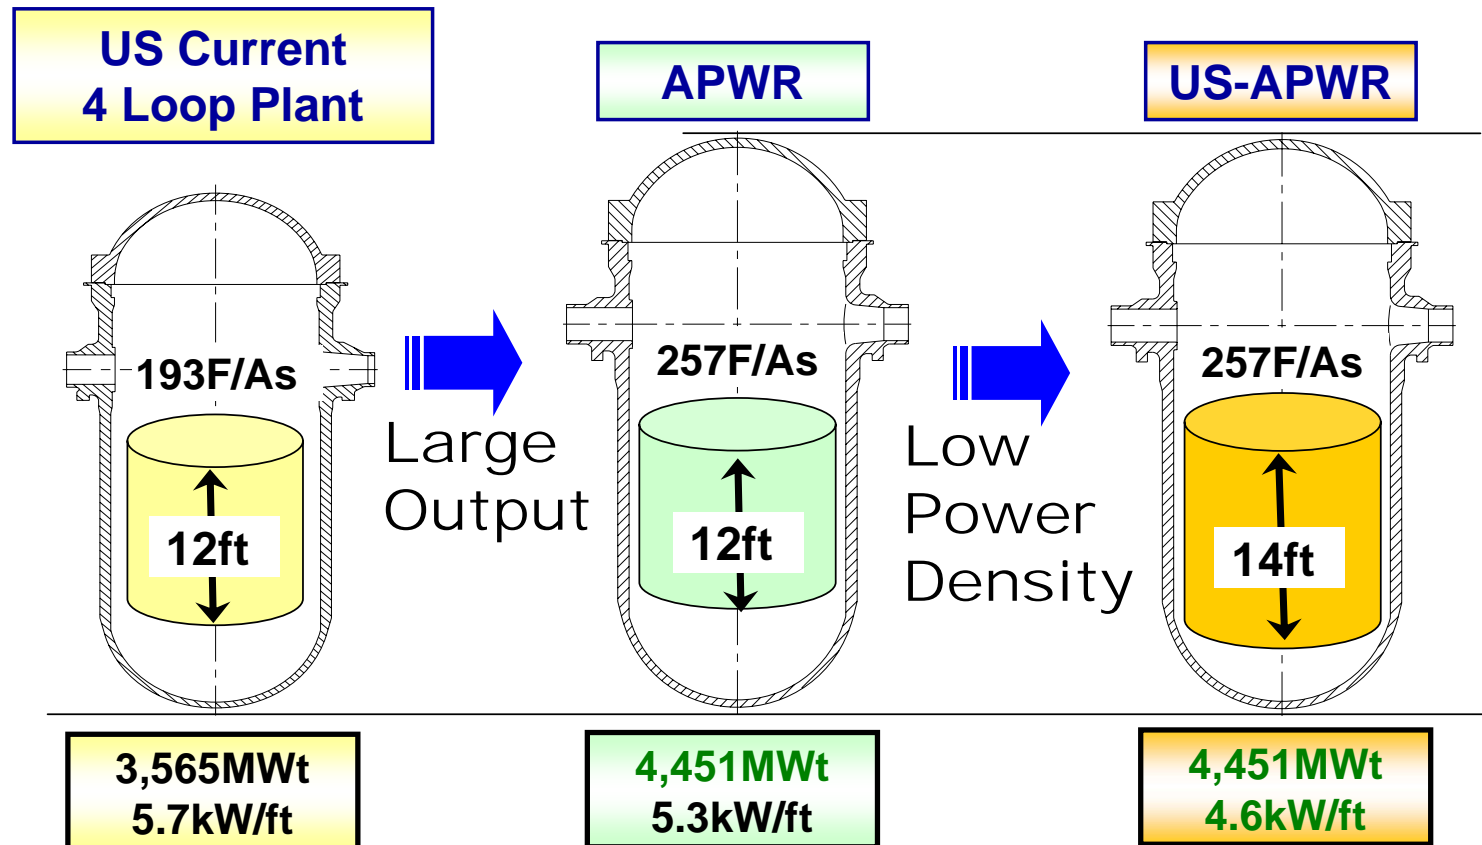 US Current
4 Loop Plant
APWR
US-APWR
193F/As
257F/As
257F/As
Large
Output
Low
Power
Density
12ft
12ft
14ft
3,565MWt
5.7kW/ft
4,451MWt
5.3kW/ft
4,451MWt
4.6kW/ft